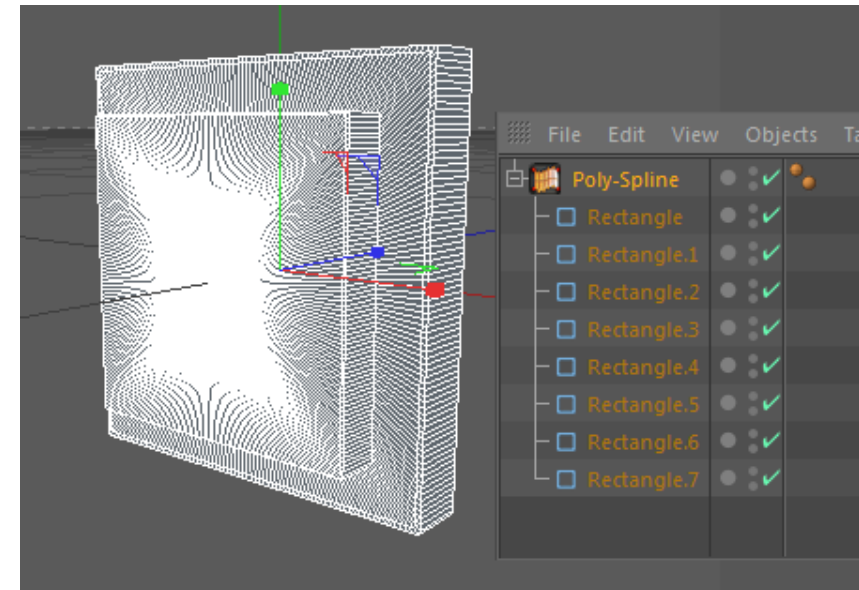 File Edit View Objects Ta
Poly-Spline
Rectangle
Rectangle.1
Rectangle.2
Rectangle.3
Rectangle.4
Rectangle.5
Rectangle.6
Rectangle.7